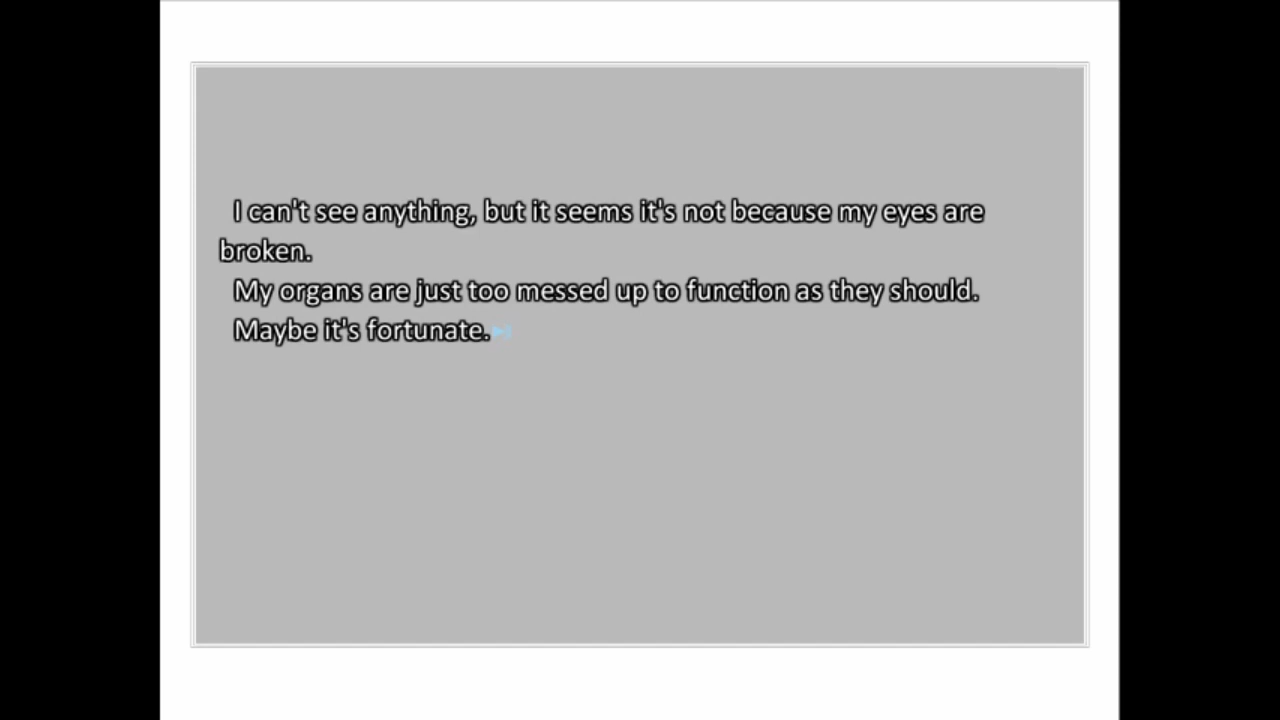 I can't see anything, but it seems it's not because my eyes are
broken.
My organs are just too messed up to function as they should.
Maybe it's fortunate.